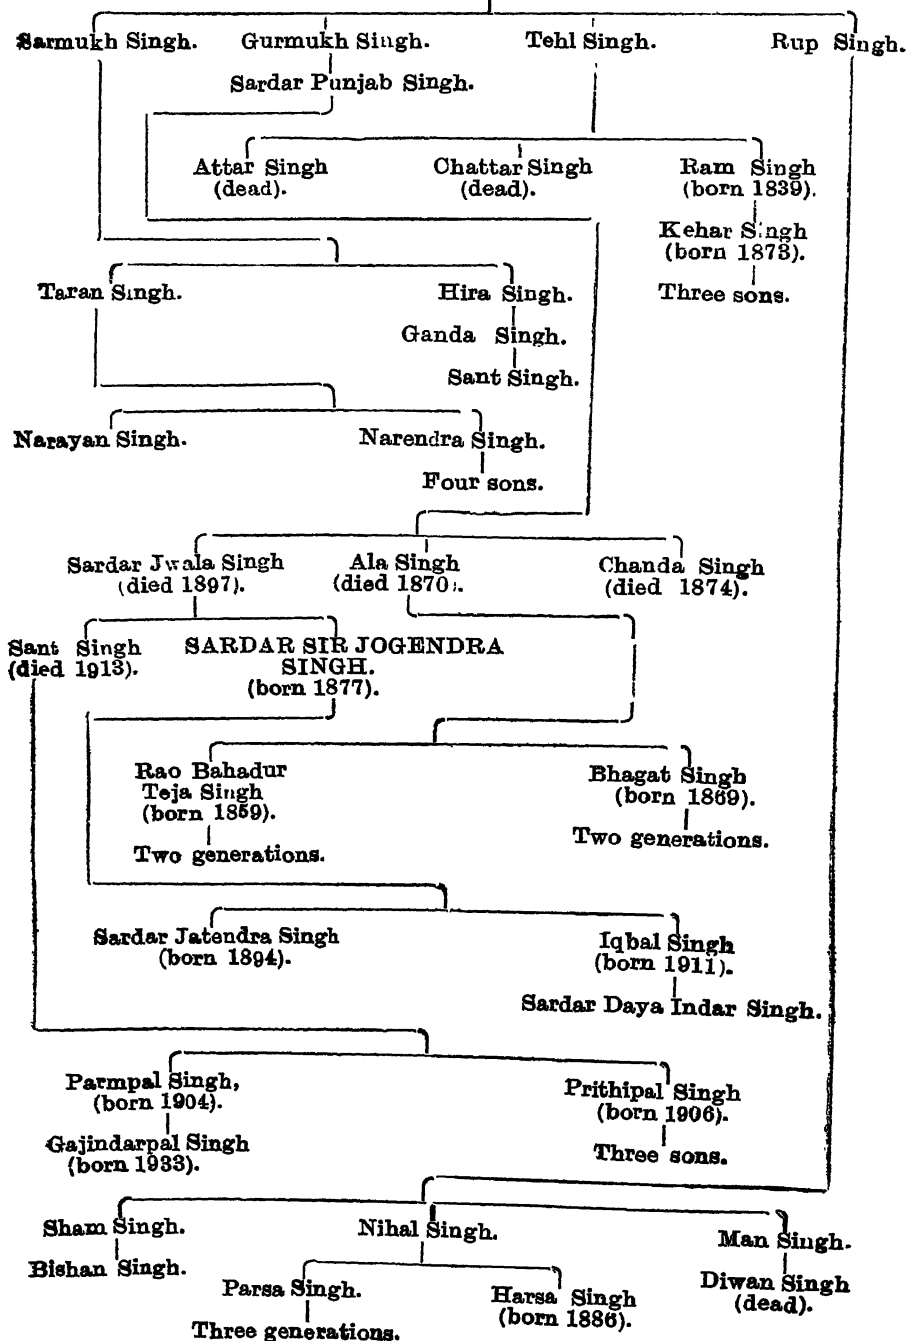 Sarmukh Singh. Gurmukh Singh. Tehl Singh. Rup Singh.
Sardar Punjab Singh.
Attar Singh Chattar Singh Ram Singh
(dead). (dead). (born 1839).
Kehar Singh
(born 1873).
Taran Singh. Hira Singh. Three sons.
Ganda Singh.
Sant Singh.
Narayan Singh. Narendra Singh.
Four sons.
Sardar Jwala Singh Ala Singh Chanda Singh
(died 1897). (died 1870). (died 1874).
Sant Singh SARDAR SIR JOGENDRA
(died 1913). SINGH.
(born 1877).
Rao Bahadur Bhagat Singh
Teja Singh (born 1869).
(born 1859).
Two generations. Two generations.
Sardar Jatendra Singh Iqbal Singh
(born 1894). (born 1911).
Sardar Daya Indar Singh.
Parmpal Singh, Prithipal Singh
(born 1904). (born 1906).
Gajindarpal Singh Three sons.
(born 1933).
Sham Singh. Nihal Singh. Man Singh.
Bishan Singh. Diwan Singh
Parsa Singh. Harsa Singh (dead).
(born 1886).
Three generations.